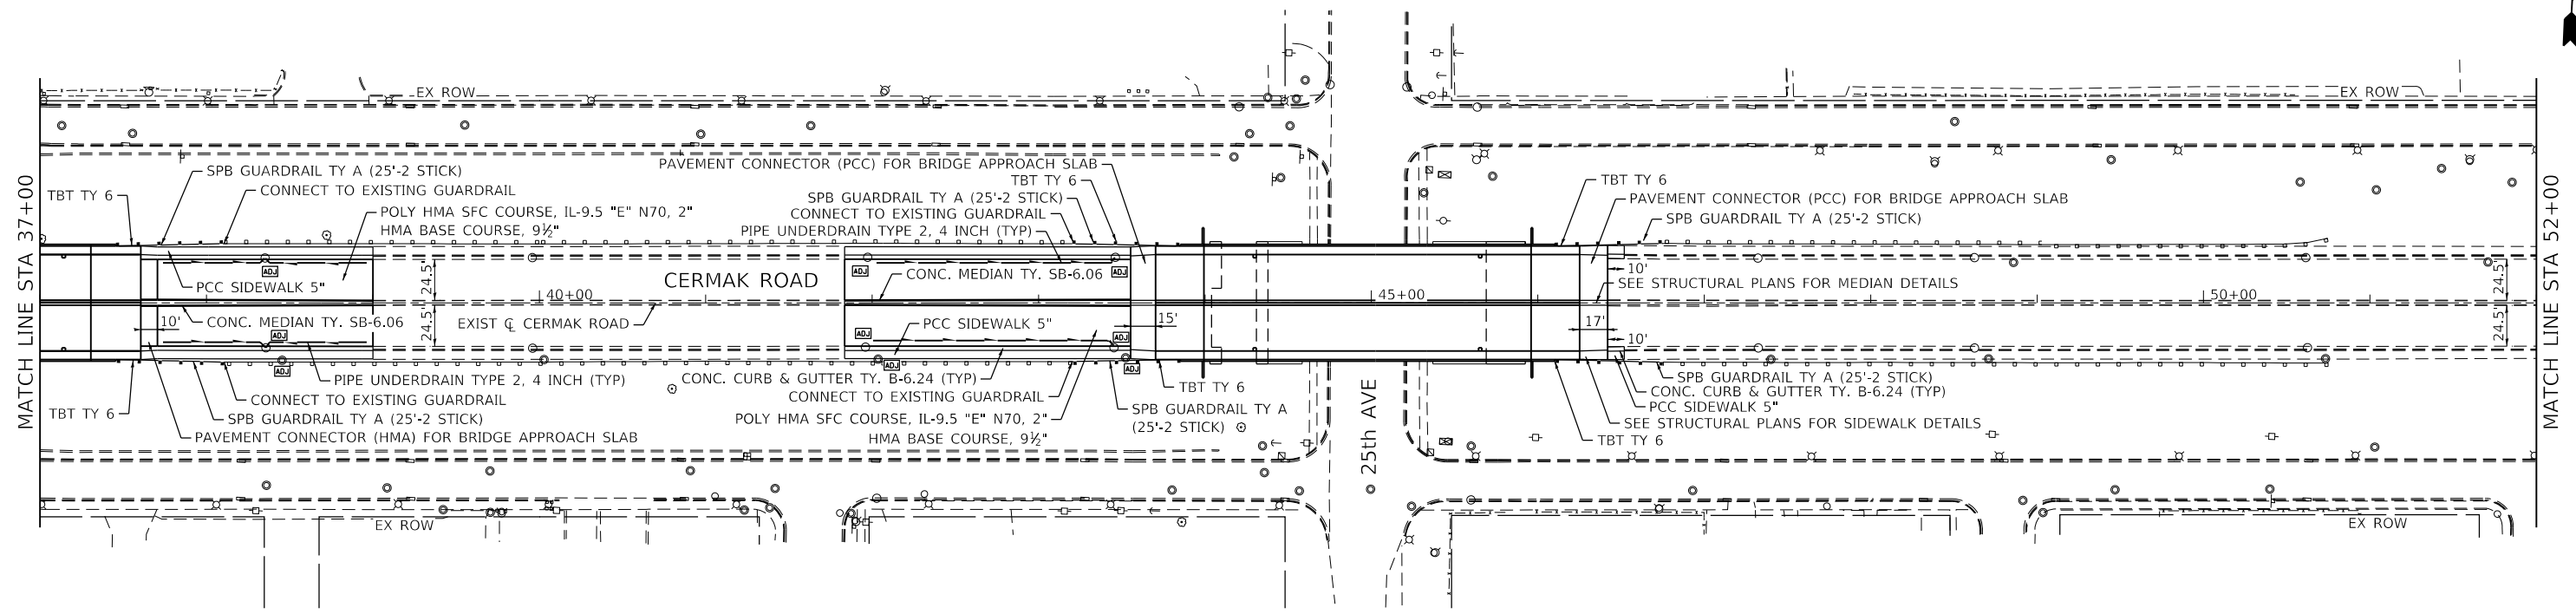 EX ROW
EX ROW
MATCH LINE STA 37+00
MATCH LINE STA 52+00
SPB GUARDRAIL TY A (25'-2 STICK)
TBT TY 6
CONNECT TO EXISTING GUARDRAIL
POLY HMA SFC COURSE, IL-9.5 "E" N70, 2"
HMA BASE COURSE, 9½"
PAVEMENT CONNECTOR (PCC) FOR BRIDGE APPROACH SLAB
TBT TY 6
SPB GUARDRAIL TY A (25'-2 STICK)
CONNECT TO EXISTING GUARDRAIL
PIPE UNDERDRAIN TYPE 2, 4 INCH (TYP)
TBT TY 6
PAVEMENT CONNECTOR (PCC) FOR BRIDGE APPROACH SLAB
SPB GUARDRAIL TY A (25'-2 STICK)
ADJ
PCC SIDEWALK 5"
24.5'
CERMAK ROAD
ADJ
CONC. MEDIAN TY. SB-6.06
ADJ
10'
SEE STRUCTURAL PLANS FOR MEDIAN DETAILS
24.5'
40+00
45+00
50+00
10'
CONC. MEDIAN TY. SB-6.06
ADJ
EXIST ℄ CERMAK ROAD
24.5'
ADJ
PCC SIDEWALK 5"
ADJ
15'
17'
10'
24.5'
ADJ
PIPE UNDERDRAIN TYPE 2, 4 INCH (TYP)
CONNECT TO EXISTING GUARDRAIL
TBT TY 6
SPB GUARDRAIL TY A (25'-2 STICK)
PAVEMENT CONNECTOR (HMA) FOR BRIDGE APPROACH SLAB
ADJ
ADJ
CONC. CURB & GUTTER TY. B-6.24 (TYP)
CONNECT TO EXISTING GUARDRAIL
POLY HMA SFC COURSE, IL-9.5 "E" N70, 2"
HMA BASE COURSE, 9½"
TBT TY 6
SPB GUARDRAIL TY A
(25'-2 STICK)
25th AVE
SPB GUARDRAIL TY A (25'-2 STICK)
CONC. CURB & GUTTER TY. B-6.24 (TYP)
PCC SIDEWALK 5"
SEE STRUCTURAL PLANS FOR SIDEWALK DETAILS
TBT TY 6
EX ROW
EX ROW